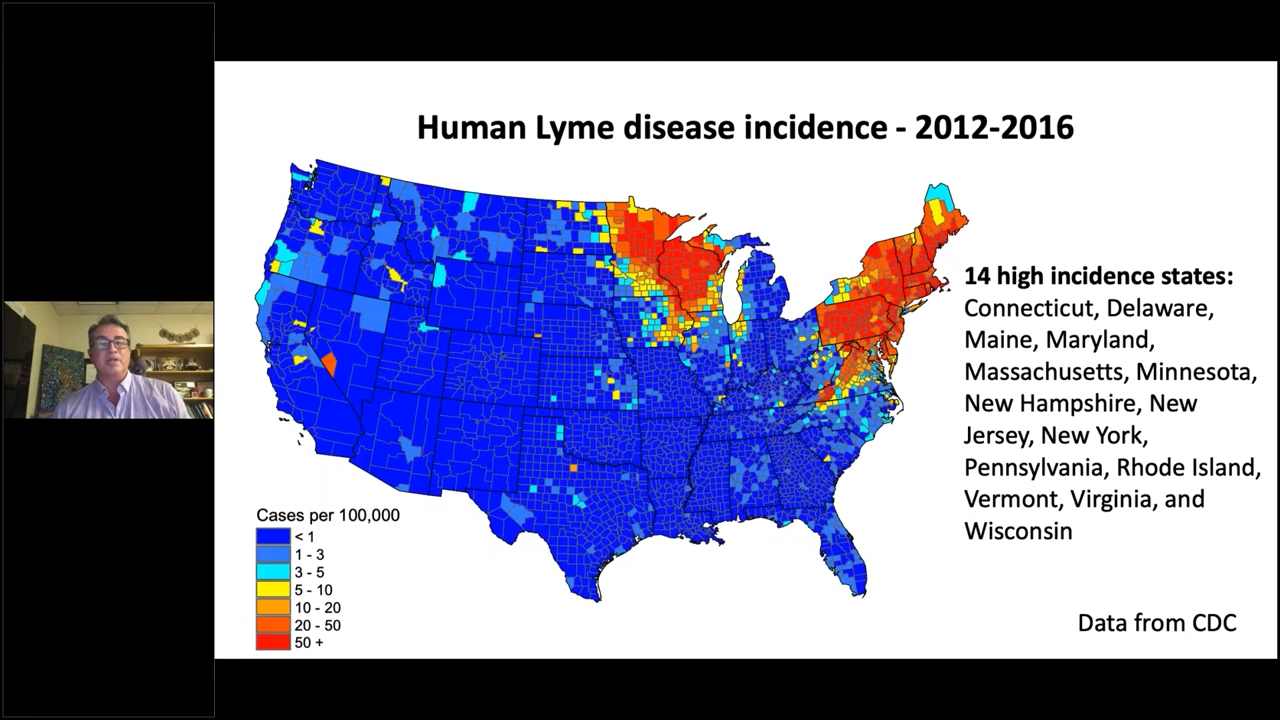 Human Lyme disease incidence - 2012-2016
14 high incidence states:
Connecticut, Delaware,
Maine, Maryland,
Massachusetts, Minnesota,
New Hampshire, New
Jersey, New York,
Pennsylvania, Rhode Island,
Vermont, Virginia, and
Wisconsin
Cases per 100,000
< 1
1 - 3
3 - 5
5 - 10
10 - 20
20 - 50
50 +
Data from CDC